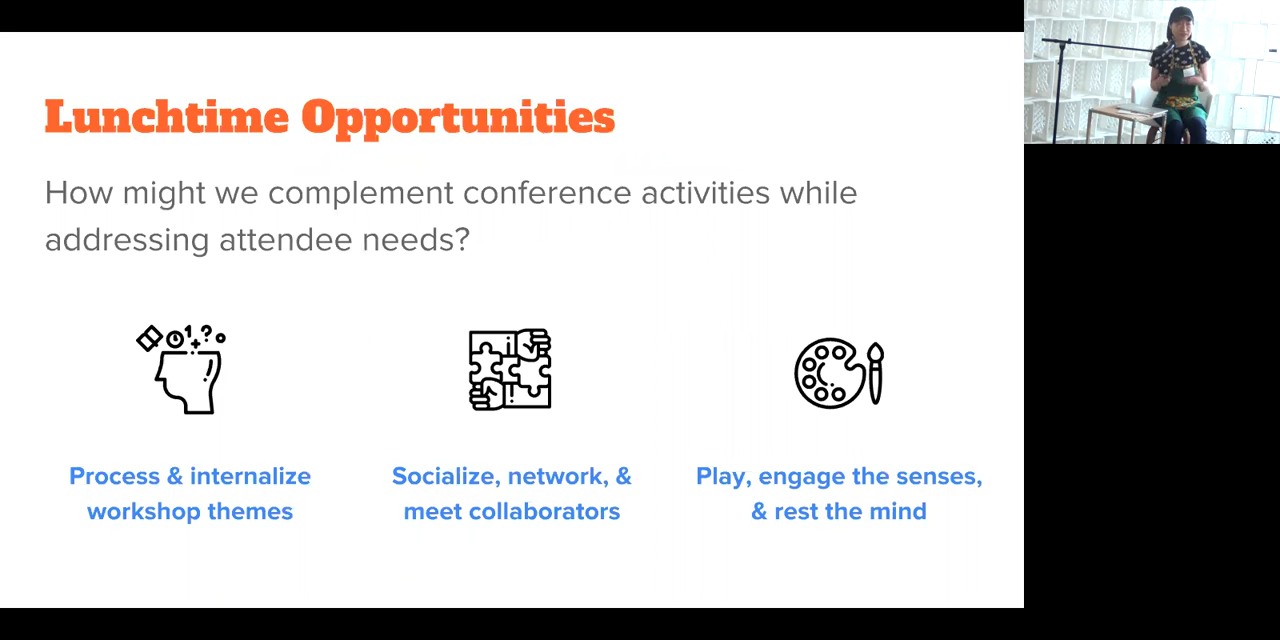 Lunchtime Opportunities
How might we complement conference activities while
addressing attendee needs?
Process & internalize
workshop themes
Socialize, network, &
meet collaborators
Play, engage the senses,
& rest the mind